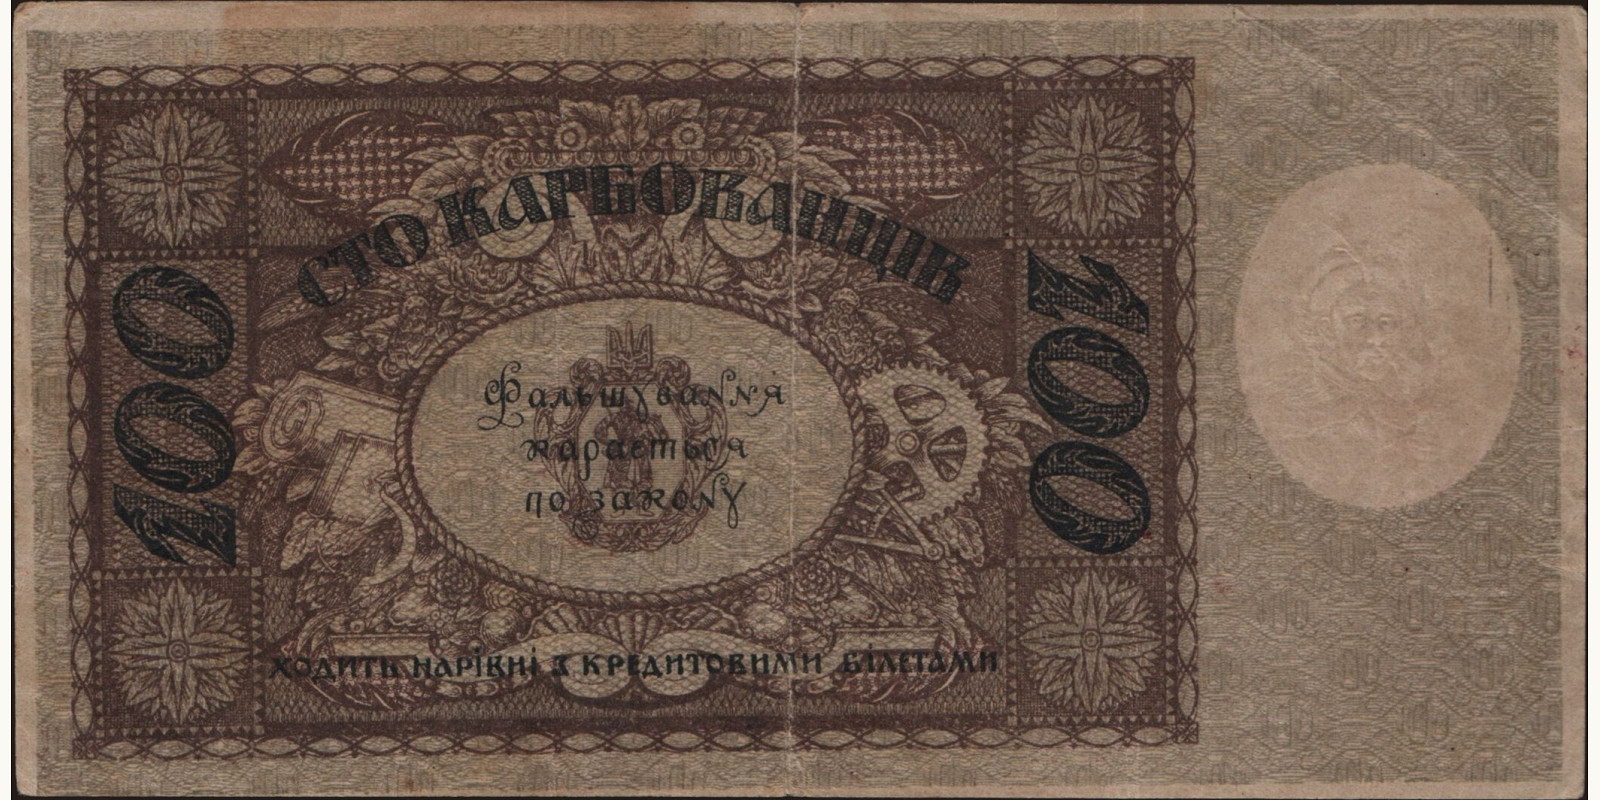 СТО КАРБОВАНЦІВ
100
100
Фальшування
карається
по закону
ХОДИТЬ НАРІВНІ З КРЕДИТОВИМИ БІЛЕТАМИ